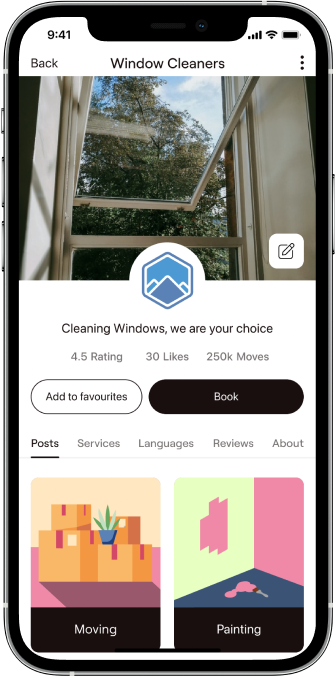 9:41
Back Window Cleaners
Cleaning Windows, we are your choice
4.5 Rating 30 Likes 250k Moves
Add to favourites Book
Posts Services Languages Reviews About
Moving Painting